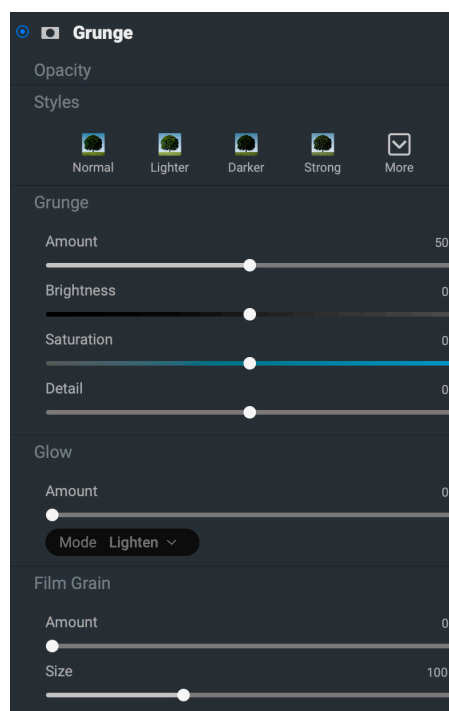 Grunge
Opacity
Styles
Normal Lighter Darker Strong More
Grunge
Amount 50
Brightness 0
Saturation 0
Detail 0
Glow
Amount 0
Mode Lighten
Film Grain
Amount 0
Size 100